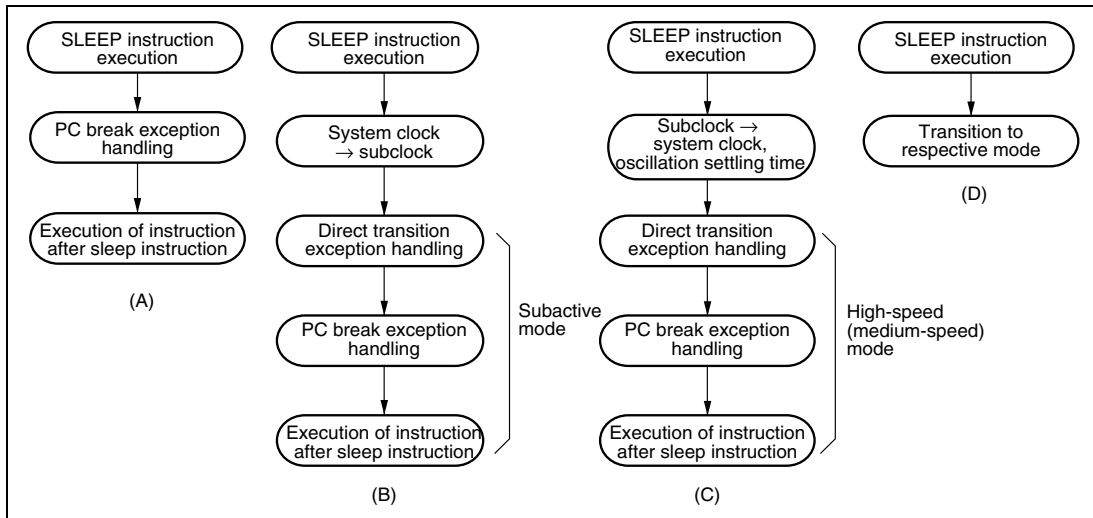 SLEEP instruction
execution
PC break exception
handling
Execution of instruction
after sleep instruction
(A)
SLEEP instruction
execution
System clock
→ subclock
Direct transition
exception handling
PC break exception
handling
Execution of instruction
after sleep instruction
Subactive
mode
(B)
SLEEP instruction
execution
Subclock →
system clock,
oscillation settling time
Direct transition
exception handling
PC break exception
handling
Execution of instruction
after sleep instruction
High-speed
(medium-speed)
mode
(C)
SLEEP instruction
execution
Transition to
respective mode
(D)